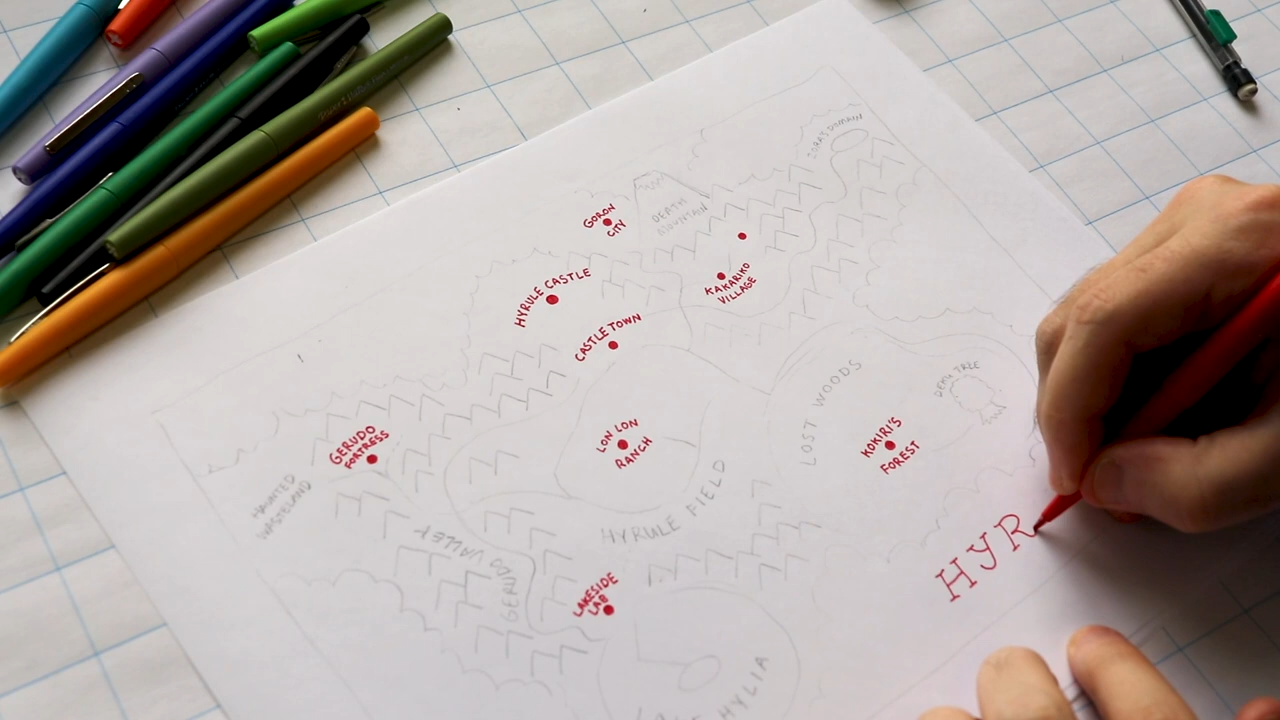 ZORA'S DOMAIN
GORON
CITY
DEATH
MOUNTAIN
HYRULE CASTLE
KAKARIKO
VILLAGE
CASTLE TOWN
LOST WOODS
DEKU TREE
GERUDO
FORTRESS
LON LON
RANCH
KOKIRI'S
FOREST
HAUNTED
WASTELAND
HYRULE FIELD
GERUDO VALLEY
LAKESIDE
LAB
HYR
HYLIA